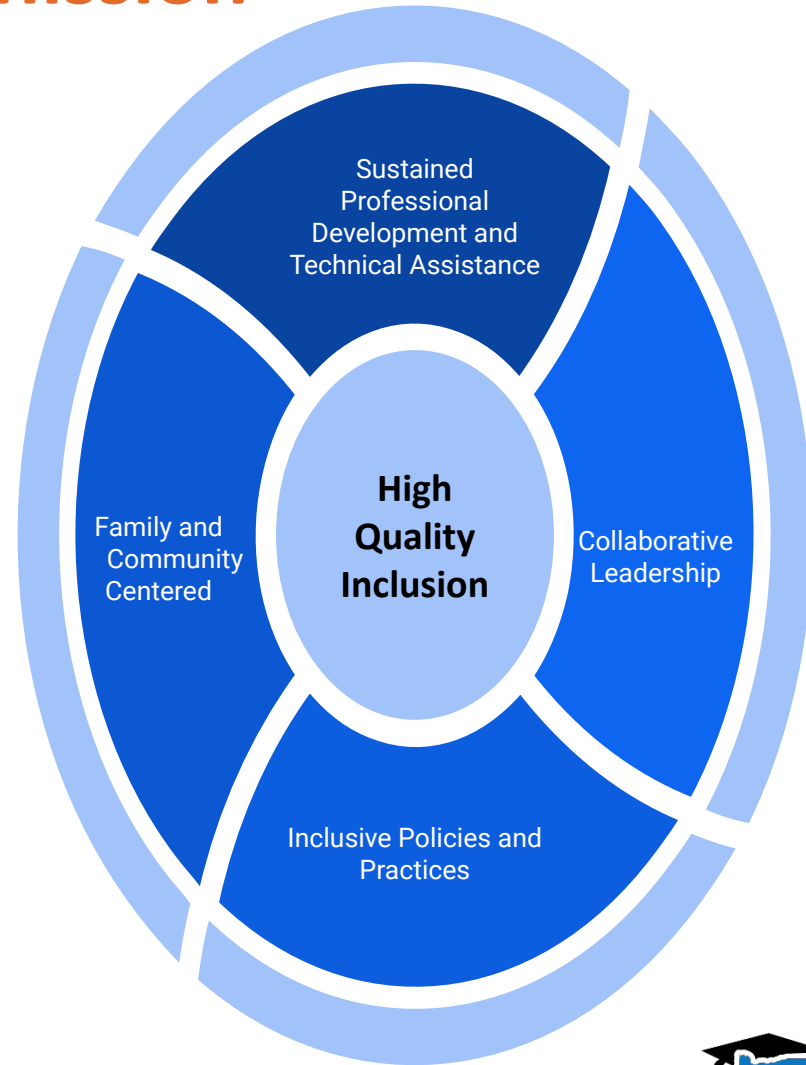 Sustained
Professional
Development and
Technical Assistance
High
Quality
Inclusion
Family and
Community
Centered
Collaborative
Leadership
Inclusive Policies and
Practices